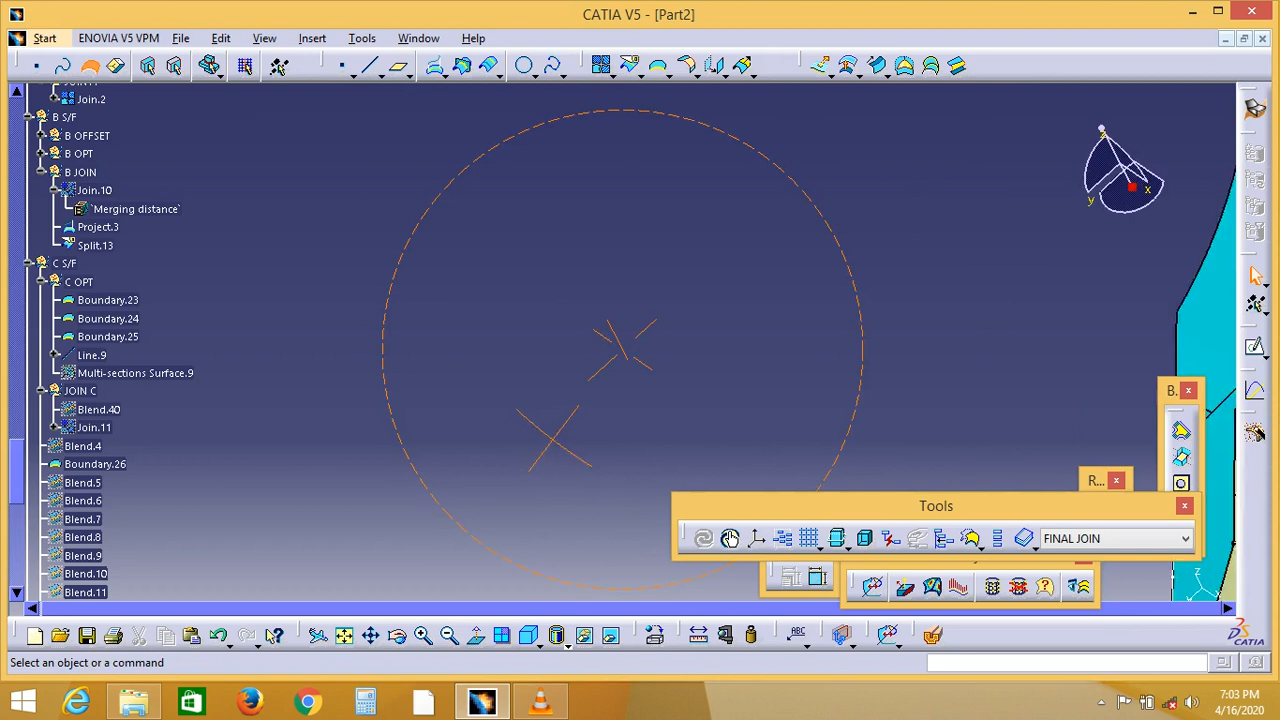 CATIA V5 - [Part2]
Start ENOVIA V5 VPM File Edit View Insert Tools Window Help
Join.2
B S/F
B OFFSET
B OPT
B JOIN
Join.10
`Merging distance`
Project.3
Split.13
C S/F
C OPT
Boundary.23
Boundary.24
Boundary.25
Line.9
Multi-sections Surface.9
JOIN C
Blend.40
Join.11
Blend.4
Boundary.26
Blend.5
Blend.6
Blend.7
Blend.8
Blend.9
Blend.10
Blend.11
z
x
y
B.
R...
Tools
FINAL JOIN
Z
ABC
CATIA
Select an object or a command
7:03 PM
4/16/2020